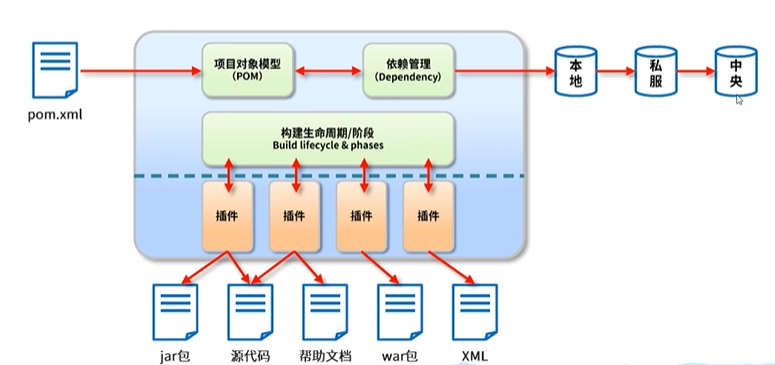 pom.xml
项目对象模型
（POM）
依赖管理
（Dependency）
本
地
私
服
中
央
构建生命周期/阶段
Build lifecycle & phases
插件
插件
插件
插件
jar包
源代码
帮助文档
war包
XML